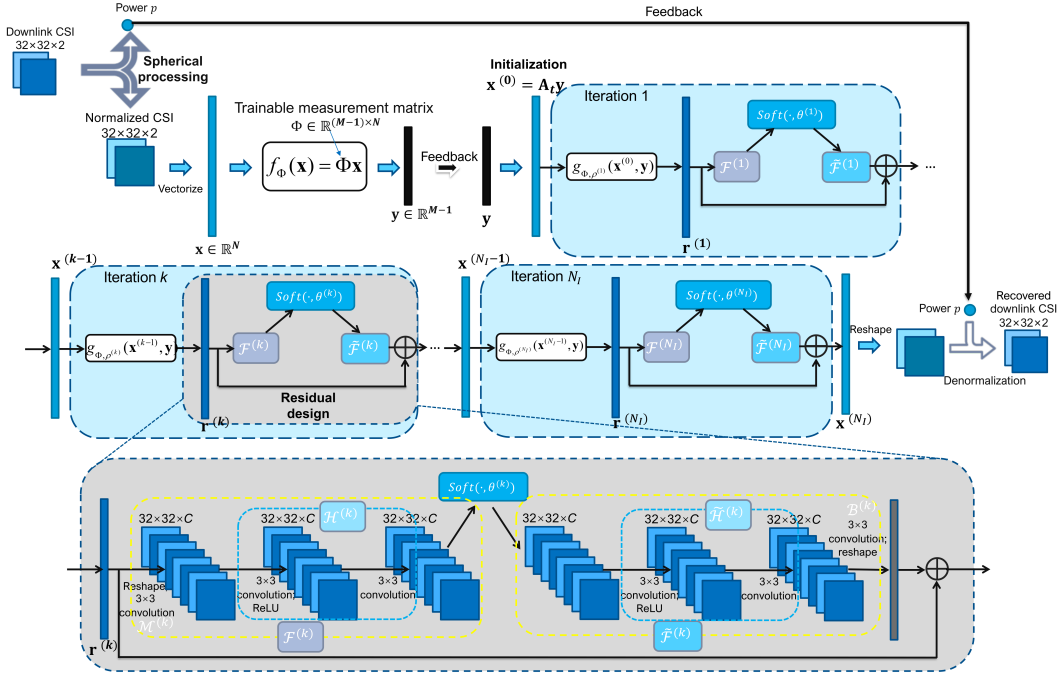 Power p
Feedback
Downlink CSI
32×32×2
Spherical
processing
Normalized CSI
32×32×2
Vectorize
x ∈ ℝ^N
Trainable measurement matrix
Φ ∈ ℝ^(M−1)×N
f_Φ(x) = Φx
y ∈ ℝ^M−1
Feedback
y
Initialization
x^(0) = A_t y
Iteration 1
g_Φ,ρ^(1)(x^(0), y)
r^(1)
ℱ^(1)
Soft(·, θ^(1))
ℱ̃^(1)
...
x^(k−1)
Iteration k
g_Φ,ρ^(k)(x^(k-1), y)
r^(k)
ℱ^(k)
Soft(·, θ^(k))
ℱ̃^(k)
Residual
design
...
x^(N_I−1)
Iteration N_I
g_Φ,ρ^(N_I)(x^(N_I−1), y)
r^(N_I)
ℱ^(N_I)
Soft(·, θ^(N_I))
ℱ̃^(N_I)
x^(N_I)
Reshape
Power p
Denormalization
Recovered
downlink CSI
32×32×2
r^(k)
Reshape;
3×3
convolution
ℳ^(k)
32×32×C
3×3
convolution;
ReLU
32×32×C
ℋ^(k)
3×3
convolution
32×32×C
ℱ^(k)
Soft(·, θ^(k))
32×32×C
3×3
convolution;
ReLU
32×32×C
ℋ̃^(k)
3×3
convolution
32×32×C
ℱ̃^(k)
ℬ^(k)
3×3
convolution;
reshape